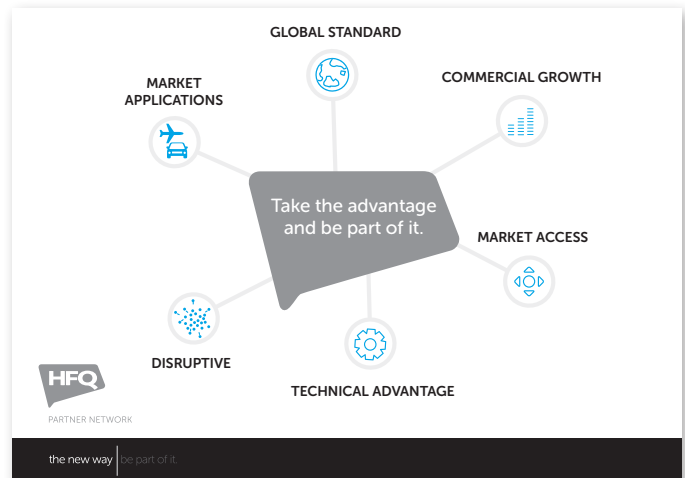 GLOBAL STANDARD
MARKET
APPLICATIONS
COMMERCIAL GROWTH
Take the advantage
and be part of it.
MARKET ACCESS
DISRUPTIVE
TECHNICAL ADVANTAGE
HFQ
PARTNER NETWORK
the new way be part of it.